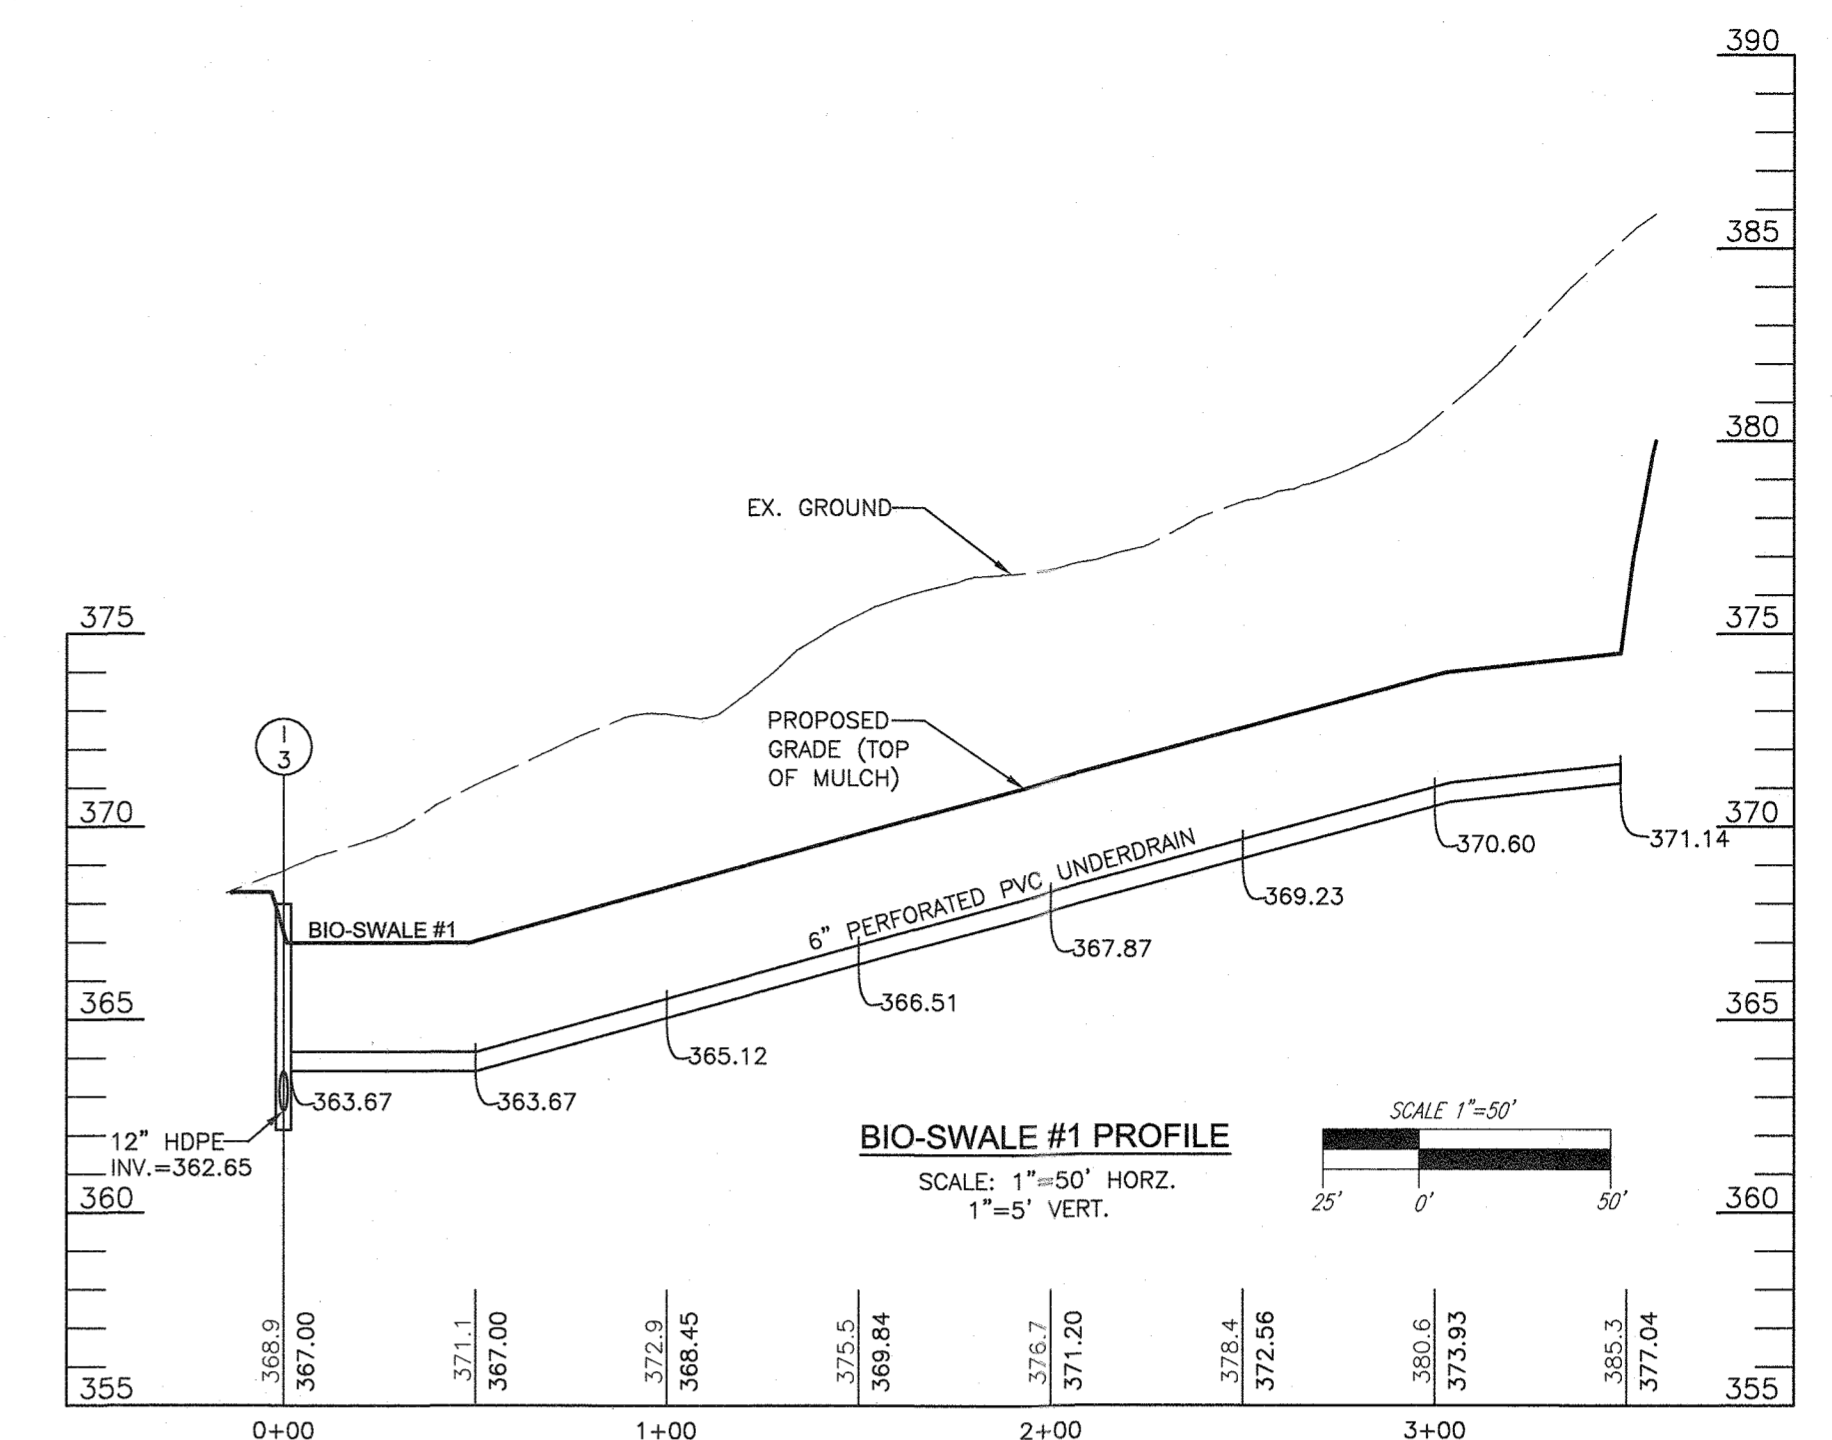 390
385
380
EX. GROUND
375
375
PROPOSED
GRADE (TOP
OF MULCH)
1
3
370
370
6" PERFORATED PVC UNDERDRAIN
371.14
370.60
369.23
BIO-SWALE #1
367.87
366.51
365
365
365.12
363.67
363.67
12" HDPE
INV.=362.65
BIO-SWALE #1 PROFILE
SCALE: 1"=50' HORZ.
1"=5' VERT.
SCALE 1"=50'
25' 0' 50'
360
360
368.9
367.00
371.1
367.00
372.9
368.45
375.5
369.84
376.7
371.20
378.4
372.56
380.6
373.93
385.3
377.04
355
355
0+00 1+00 2+00 3+00